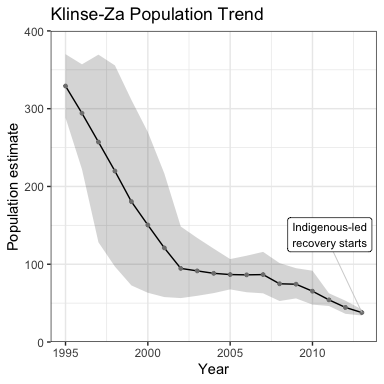 Klinse-Za Population Trend
400
300
200
100
0
Population estimate
Indigenous-led
recovery starts
1995
2000
2005
2010
Year